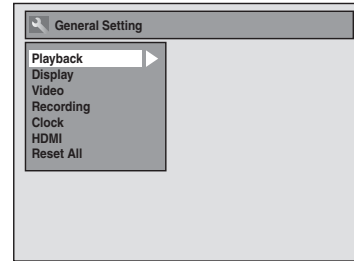 General Setting
Playback
Display
Video
Recording
Clock
HDMI
Reset All